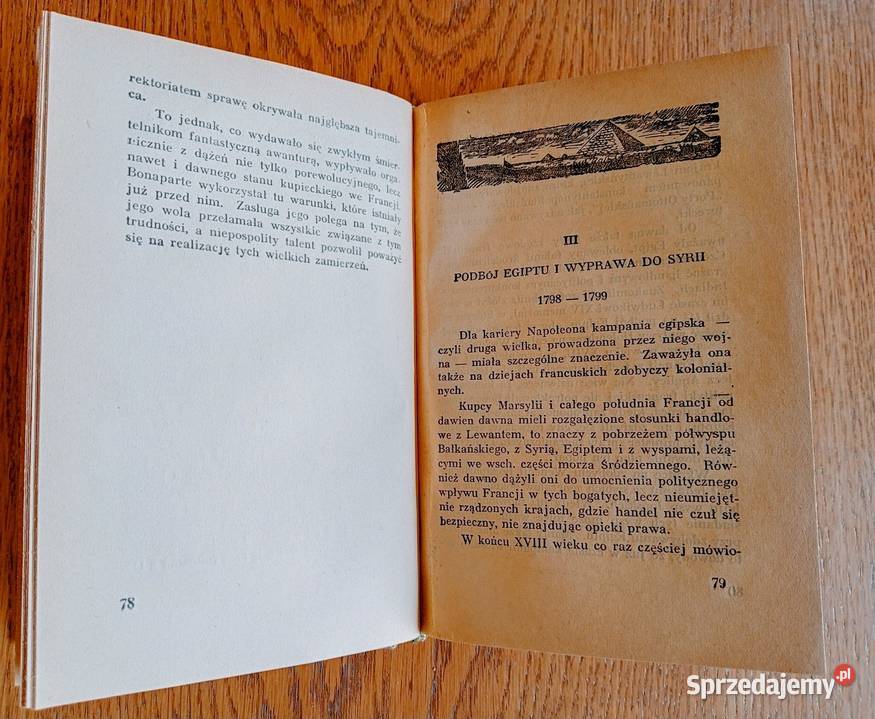 rektoriatem sprawę okrywała najgłębsza tajemni-
ca.
To jednak, co wydawało się zwykłym śmier-
telnikom fantastyczną awanturą, wypływało orga-
nicznie z dążeń nie tylko porewolucyjnego, lecz
nawet i dawnego stanu kupieckiego we Francji.
Bonaparte wykorzystał tu warunki, które istniały
już przed nim. Zasługa jego polega na tym, że
jego wola przełamała wszystkie związane z tym
trudności, a niepospolity talent pozwolił poważyć
się na realizację tych wielkich zamierzeń.
78
III
PODBÓJ EGIPTU I WYPRAWA DO SYRII
1798 — 1799
Dla kariery Napoleona kampania egipska —
czyli druga wielka, prowadzona przez niego woj-
na — miała szczególne znaczenie. Zaważyła ona
także na dziejach francuskich zdobyczy kolonial-
nych.
Kupcy Marsylii i całego południa Francji od
dawien dawna mieli rozgałęzione stosunki handlo-
we z Lewantem, to znaczy z pobrzeżem półwyspu
Bałkańskiego, z Syrią, Egiptem i z wyspami, leżą-
cymi we wsch. części morza Śródziemnego. Rów-
nież dawno dążyli oni do umocnienia politycznego
wpływu Francji w tych bogatych, lecz nieumiejęt-
nie rządzonych krajach, gdzie handel nie czuł się
bezpieczny, nie znajdując opieki prawa.
W końcu XVIII wieku co raz częściej mówio-
79
Sprzedajemy.pl